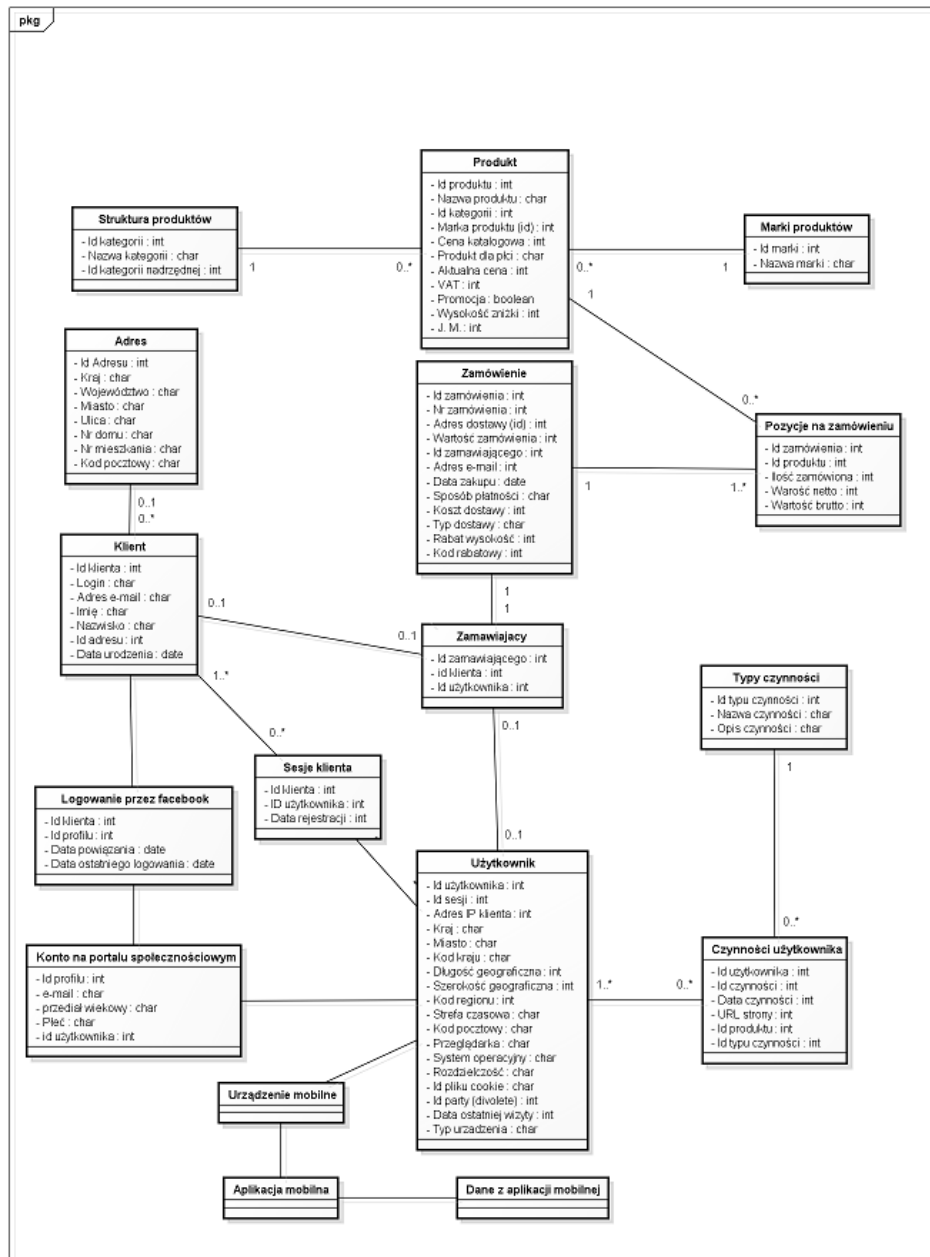 pkg
Produkt
- Id produktu : int
- Nazwa produktu : char
- Id kategorii : int
- Marka produktu (id) : int
- Cena katalogowa : int
- Produkt dla płci : char
- Aktualna cena : int
- VAT : int
- Promocja : boolean
- Wysokość zniżki : int
- J. M. : int
Struktura produktów
- Id kategorii : int
- Nazwa kategorii : char
- Id kategorii nadrzędnej : int
1
0..*
Marki produktów
- Id marki : int
- Nazwa marki : char
0..*
1
1
0..*
Adres
- Id Adresu : int
- Kraj : char
- Województwo : char
- Miasto : char
- Ulica : char
- Nr domu : char
- Nr mieszkania : char
- Kod pocztowy : char
0..1
0..*
Zamówienie
- Id zamówienia : int
- Nr zamówienia : int
- Adres dostawy (id) : int
- Wartość zamówienia : int
- Id zamawiającego : int
- Adres e-mail : int
- Data zakupu : date
- Sposób płatności : char
- Koszt dostawy : int
- Typ dostawy : char
- Rabat wysokość : int
- Kod rabatowy : int
Pozycje na zamówieniu
- Id zamówienia : int
- Id produktu : int
- Ilość zamówiona : int
- Warość netto : int
- Wartość brutto : int
1
1..*
Klient
- Id klienta : int
- Login : char
- Adres e-mail : char
- Imię : char
- Nazwisko : char
- Id adresu : int
- Data urodzenia : date
0..1
0..1
1
1
Zamawiajacy
- Id zamawiającego : int
- id klienta : int
- Id użytkownika : int
0..1
0..1
1..*
0..*
Typy czynności
- Id typu czynności : int
- Nazwa czynności : char
- Opis czynności : char
1
0..*
Sesje klienta
- Id klienta : int
- ID użytkownika : int
- Data rejestracji : int
*
Logowanie przez facebook
- Id klienta : int
- Id profilu : int
- Data powiązania : date
- Data ostatniego logowania : date
Użytkownik
- Id użytkownika : int
- Id sesji : int
- Adres IP klienta : int
- Kraj : char
- Miasto : char
- Kod kraju : char
- Długość geograficzna : int
- Szerokość geograficzna : int
- Kod regionu : int
- Strefa czasowa : char
- Kod pocztowy : char
- Przeglądarka : char
- System operacyjny : char
- Rozdzielczość : char
- Id pliku cookie : char
- Id party (divolete) : int
- Data ostatniej wizyty : int
- Typ urzadzenia : char
Konto na portalu społecznościowym
- Id profilu : int
- e-mail : char
- przedział wiekowy : char
- Płeć : char
- id użytkownika : int
1..*
0..*
Czynności użytkownika
- Id użytkownika : int
- Id czynności : int
- Data czynności : int
- URL strony : int
- Id produktu : int
- Id typu czynności : int
Urządzenie mobilne
Aplikacja mobilna
Dane z aplikacji mobilnej